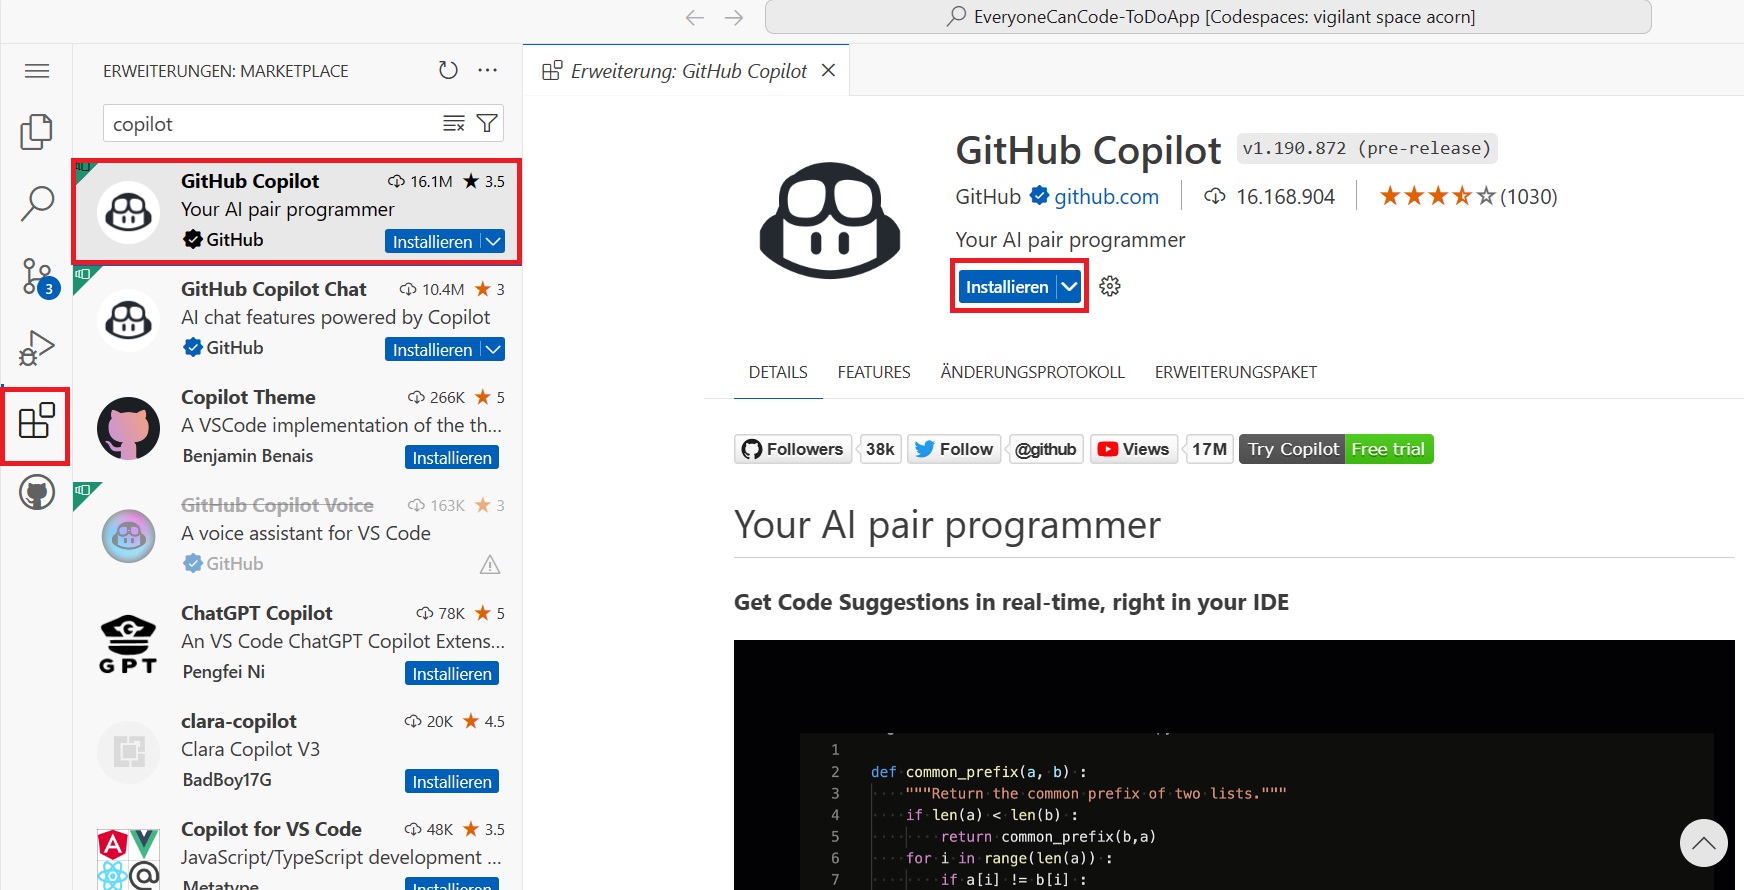 EveryoneCanCode-ToDoApp [Codespaces: vigilant space acorn]
ERWEITERUNGEN: MARKETPLACE
copilot
GitHub Copilot 16.1M 3.5
Your AI pair programmer
GitHub Installieren
3
GitHub Copilot Chat 10.4M 3
AI chat features powered by Copilot
GitHub Installieren
Copilot Theme 266K 5
A VSCode implementation of the th...
Benjamin Benais Installieren
GitHub Copilot Voice 163K 3
A voice assistant for VS Code
GitHub
ChatGPT Copilot 78K 5
An VS Code ChatGPT Copilot Extens...
Pengfei Ni Installieren
GPT
clara-copilot 20K 4.5
Clara Copilot V3
BadBoy17G Installieren
Copilot for VS Code 48K 3.5
JavaScript/TypeScript development ...
Metatype Installieren
Erweiterung: GitHub Copilot
GitHub Copilot v1.190.872 (pre-release)
GitHub github.com 16.168.904 (1030)
Your AI pair programmer
Installieren
DETAILS FEATURES ÄNDERUNGSPROTOKOLL ERWEITERUNGSPAKET
Followers 38k Follow @github Views 17M Try Copilot Free trial
Your AI pair programmer
Get Code Suggestions in real-time, right in your IDE
1
2 def common_prefix(a, b) :
3 """Return the common prefix of two lists."""
4 if len(a) < len(b) :
5 return common_prefix(b,a)
6 for i in range(len(a)) :
7 if a[i] != b[i] :